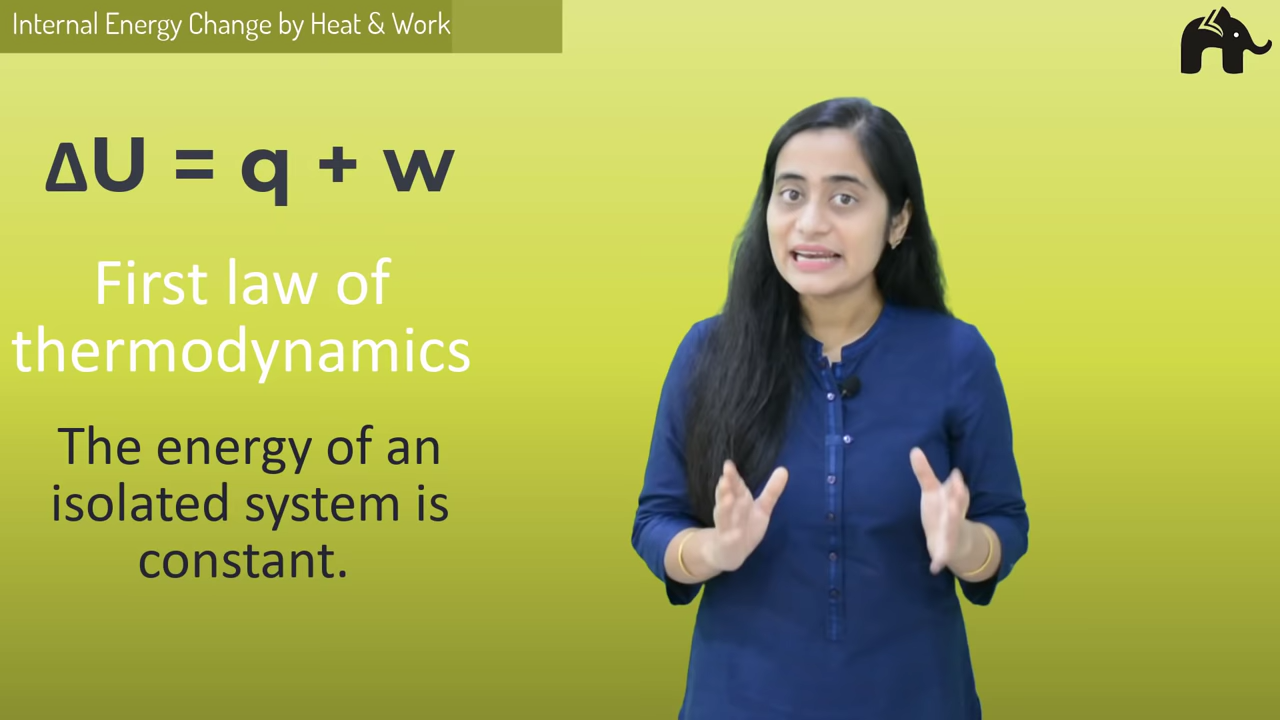 Internal Energy Change by Heat & Work
ΔU = q + w
First law of
thermodynamics
The energy of an
isolated system is
constant.